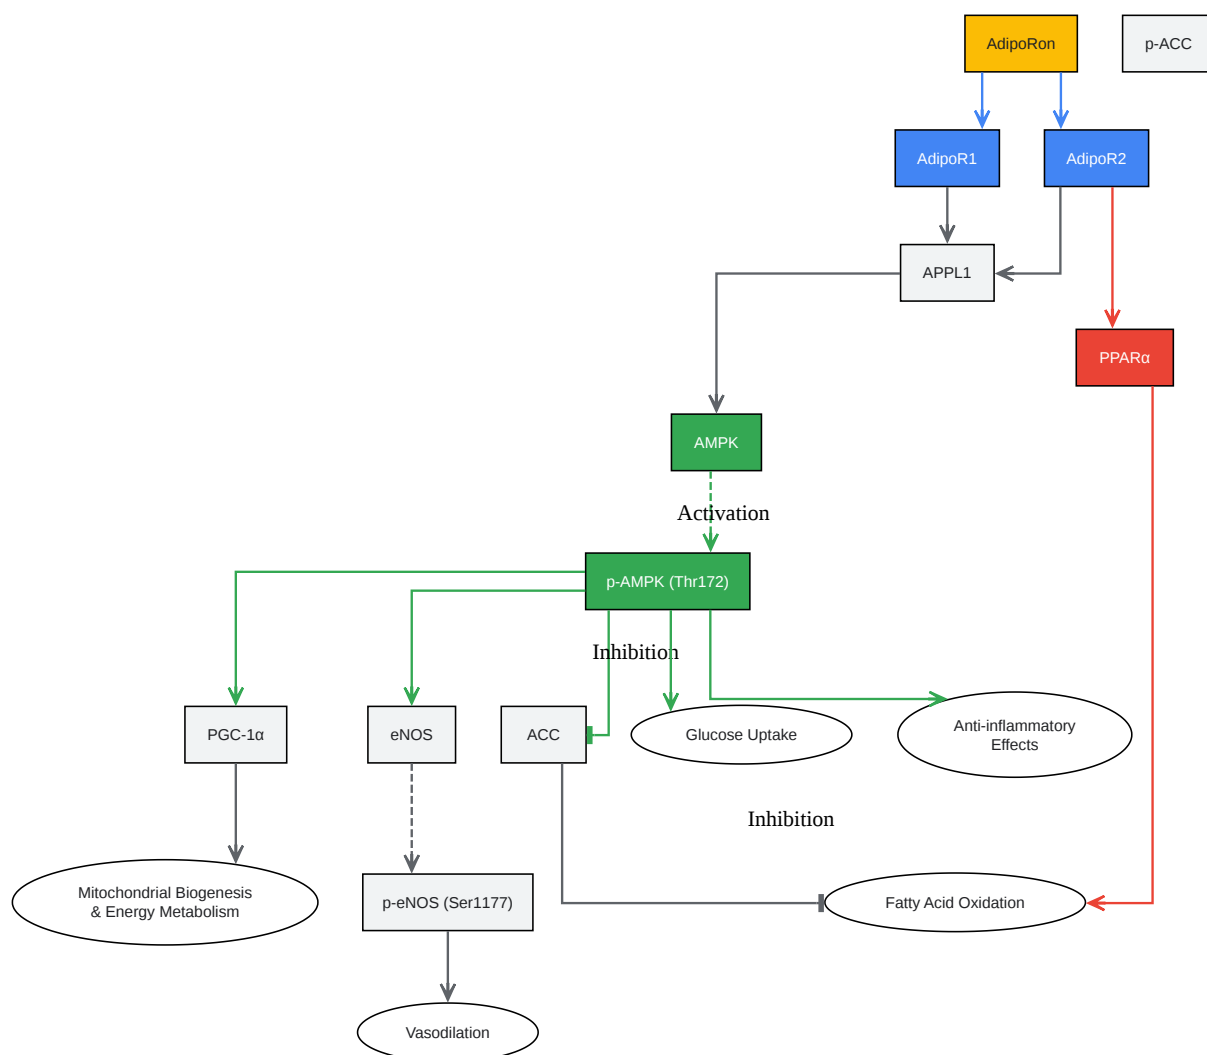 AdipoRon
p-ACC
AdipoR1
AdipoR2
APPL1
PPARα
AMPK
Activation
p-AMPK (Thr172)
Inhibition
PGC-1α
eNOS
ACC
Glucose Uptake
Anti-inflammatory
Effects
Inhibition
Mitochondrial Biogenesis
& Energy Metabolism
p-eNOS (Ser1177)
Fatty Acid Oxidation
Vasodilation